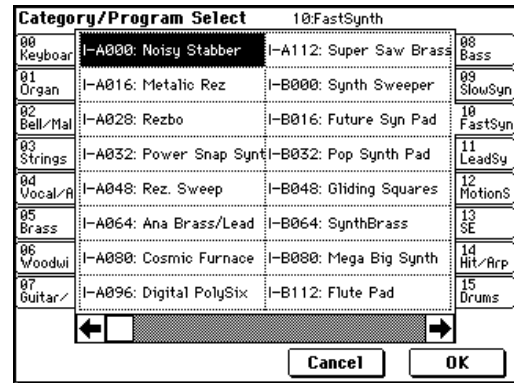 Category/Program Select 10:FastSynth
00
Keyboar
01
Organ
02
Bell/Mal
03
Strings
04
Vocal/A
05
Brass
06
Woodwi
07
Guitar/
I-A000: Noisy Stabber
I-A016: Metalic Rez
I-A028: Rezbo
I-A032: Power Snap Synt
I-A048: Rez. Sweep
I-A064: Ana Brass/Lead
I-A080: Cosmic Furnace
I-A096: Digital PolySix
I-A112: Super Saw Brass
I-B000: Synth Sweeper
I-B016: Future Syn Pad
I-B032: Pop Synth Pad
I-B048: Gliding Squares
I-B064: SynthBrass
I-B080: Mega Big Synth
I-B112: Flute Pad
08
Bass
09
SlowSyn
10
FastSyn
11
LeadSy
12
MotionS
13
SE
14
Hit/Arp
15
Drums
Cancel
OK